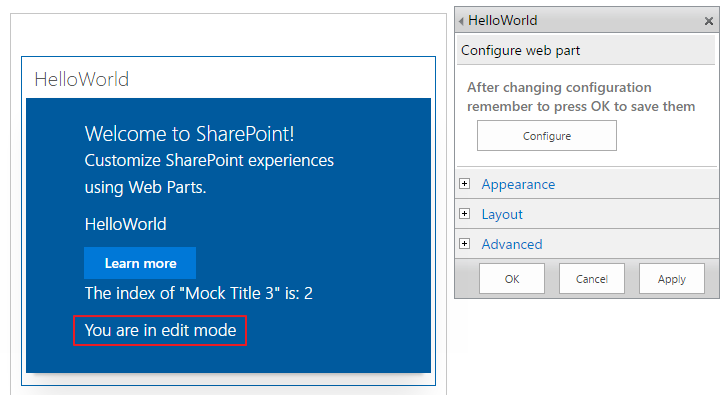 HelloWorld
Welcome to SharePoint!
Customize SharePoint experiences
using Web Parts.
HelloWorld
Learn more
The index of "Mock Title 3" is: 2
You are in edit mode
HelloWorld
Configure web part
After changing configuration
remember to press OK to save them
Configure
Appearance
Layout
Advanced
OK Cancel Apply